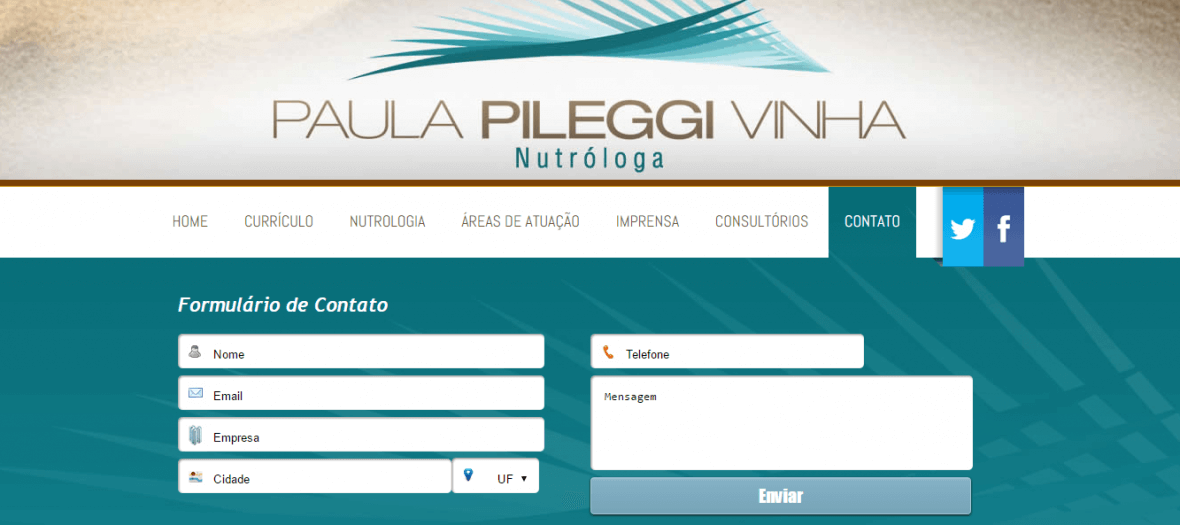 PAULA PILEGGI VINHA
Nutróloga
HOME CURRÍCULO NUTROLOGIA ÁREAS DE ATUAÇÃO IMPRENSA CONSULTÓRIOS CONTATO
Formulário de Contato
Nome
Email
Empresa
Cidade UF
Telefone
Mensagem
Enviar